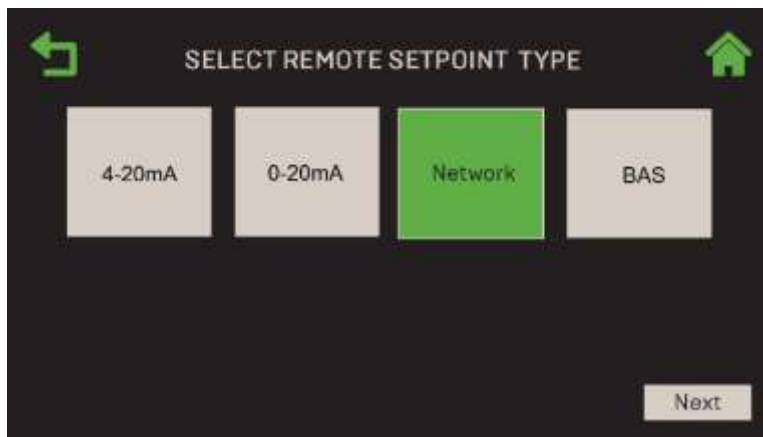 SELECT REMOTE SETPOINT TYPE
4-20mA
0-20mA
Network
BAS
Next